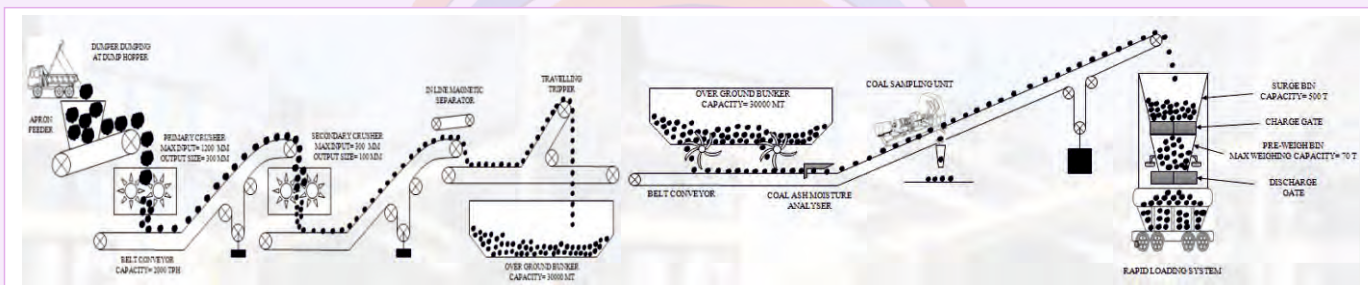 DUMPER DUMPING
AT DUMP HOPPER
APRON
FEEDER
PRIMARY CRUSHER
MAX INPUT= 1200 MM
OUTPUT SIZE= 300 MM
BELT CONVEYOR
CAPACITY= 2000 TPH
SECONDARY CRUSHER
MAX INPUT= 300 MM
OUTPUT SIZE= 100 MM
IN LINE MAGNETIC
SEPARATOR
TRAVELLING
TRIPPER
OVER GROUND BUNKER
CAPACITY= 30000 MT
OVER GROUND BUNKER
CAPACITY= 30000 MT
BELT CONVEYOR
COAL ASH MOISTURE
ANALYSER
COAL SAMPLING UNIT
SURGE BIN
CAPACITY= 500 T
CHARGE GATE
PRE-WEIGH BIN
MAX WEIGHING CAPACITY= 70 T
DISCHARGE
GATE
RAPID LOADING SYSTEM